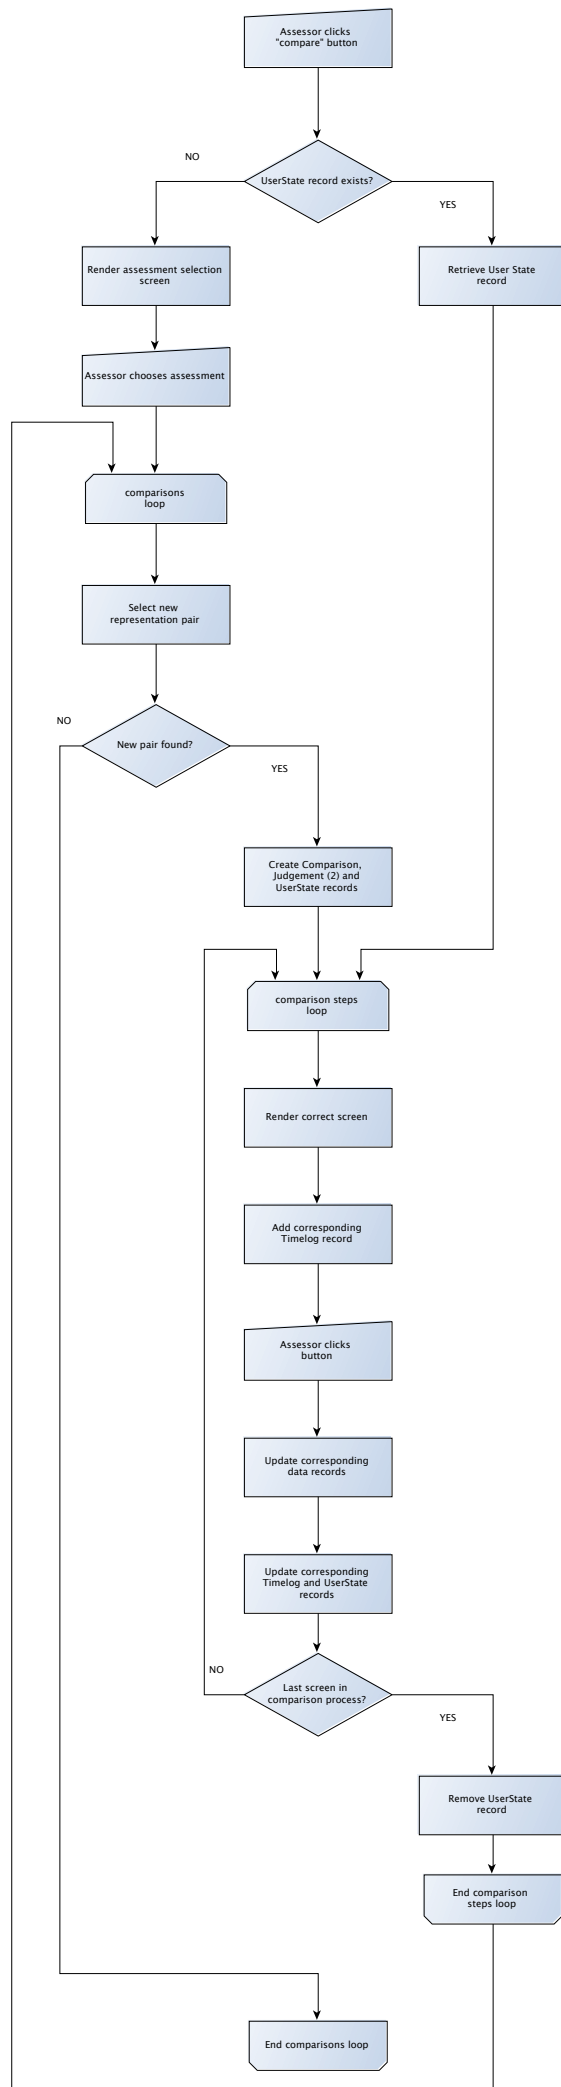 Assessor clicks
"compare" button
NO
UserState record exists?
YES
Render assessment selection
screen
Retrieve User State
record
Assessor chooses assessment
comparisons
loop
Select new
representation pair
NO
New pair found?
YES
Create Comparison,
Judgement (2) and
UserState records
comparison steps
loop
Render correct screen
Add corresponding
Timelog record
Assessor clicks
button
Update corresponding
data records
Update corresponding
Timelog and UserState
records
NO
Last screen in
comparison process?
YES
Remove UserState
record
End comparison
steps loop
End comparisons loop